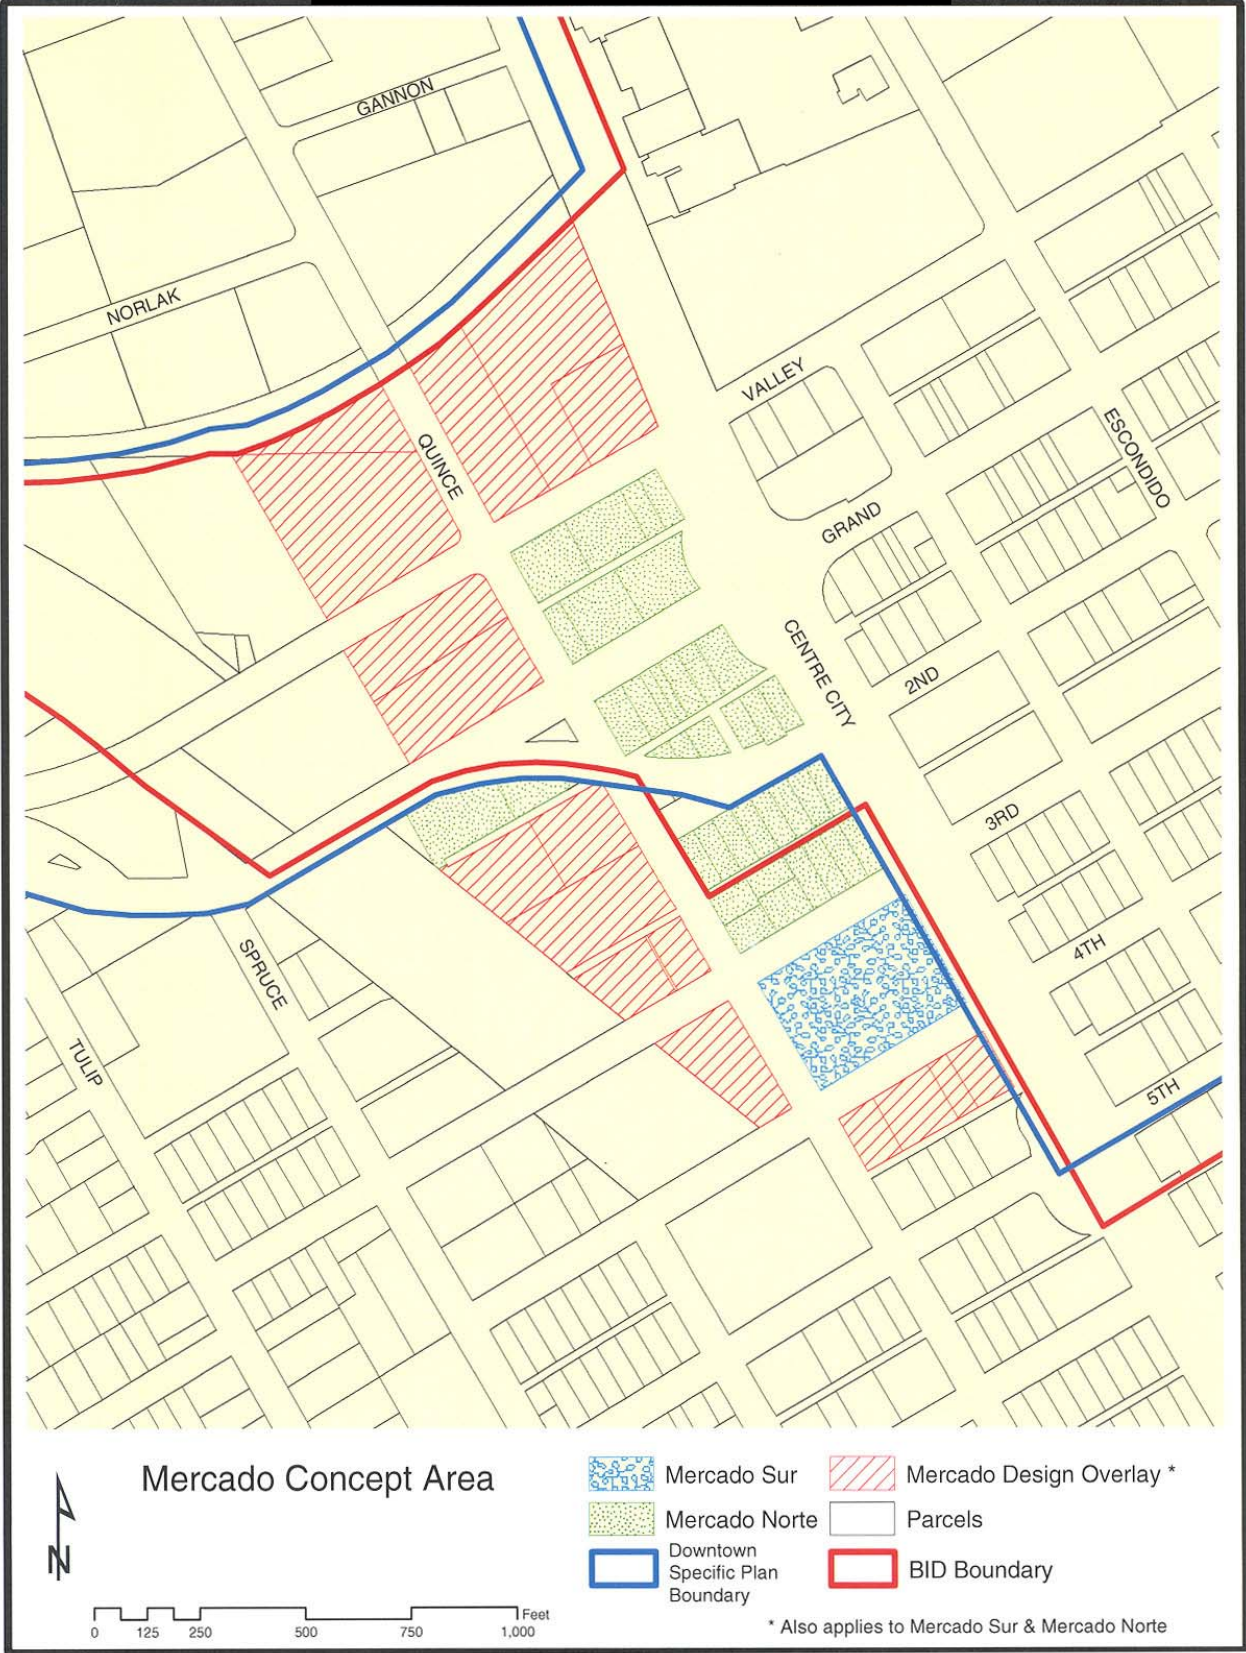 GANNON
NORLAK
VALLEY
QUINCE
ESCONDIDO
GRAND
CENTRE CITY
2ND
3RD
SPRUCE
4TH
TULIP
5TH
Mercado Concept Area
N
0 125 250 500 750 1,000 Feet
Mercado Sur
Mercado Norte
Downtown
Specific Plan
Boundary
Mercado Design Overlay *
Parcels
BID Boundary
* Also applies to Mercado Sur & Mercado Norte